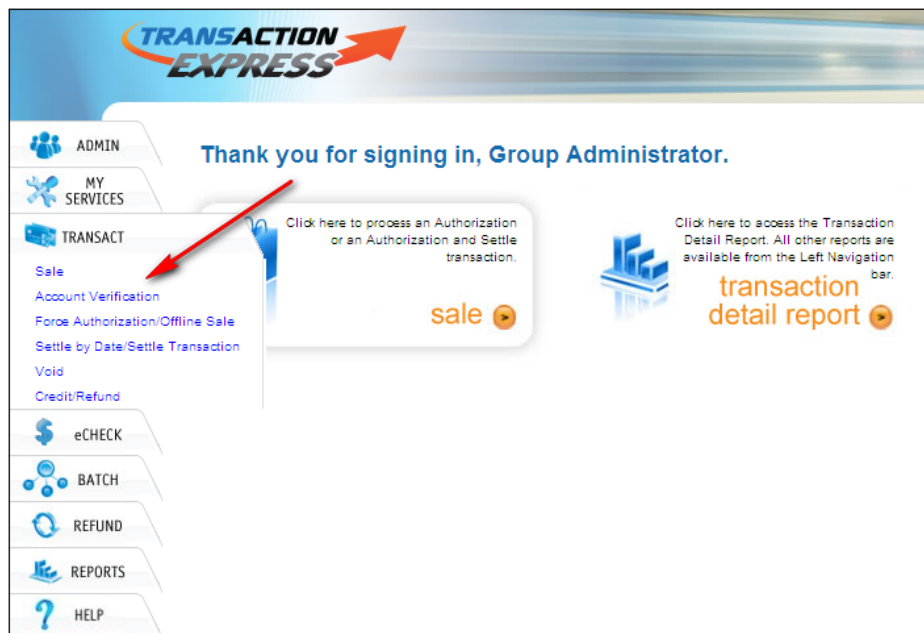 TRANSACTION
EXPRESS
ADMIN
MY
SERVICES
TRANSACT
Sale
Account Verification
Force Authorization/Offline Sale
Settle by Date/Settle Transaction
Void
Credit/Refund
eCHECK
BATCH
REFUND
REPORTS
HELP
Thank you for signing in, Group Administrator.
Click here to process an Authorization
or an Authorization and Settle
transaction.
sale
Click here to access the Transaction
Detail Report. All other reports are
available from the Left Navigation
bar.
transaction
detail report